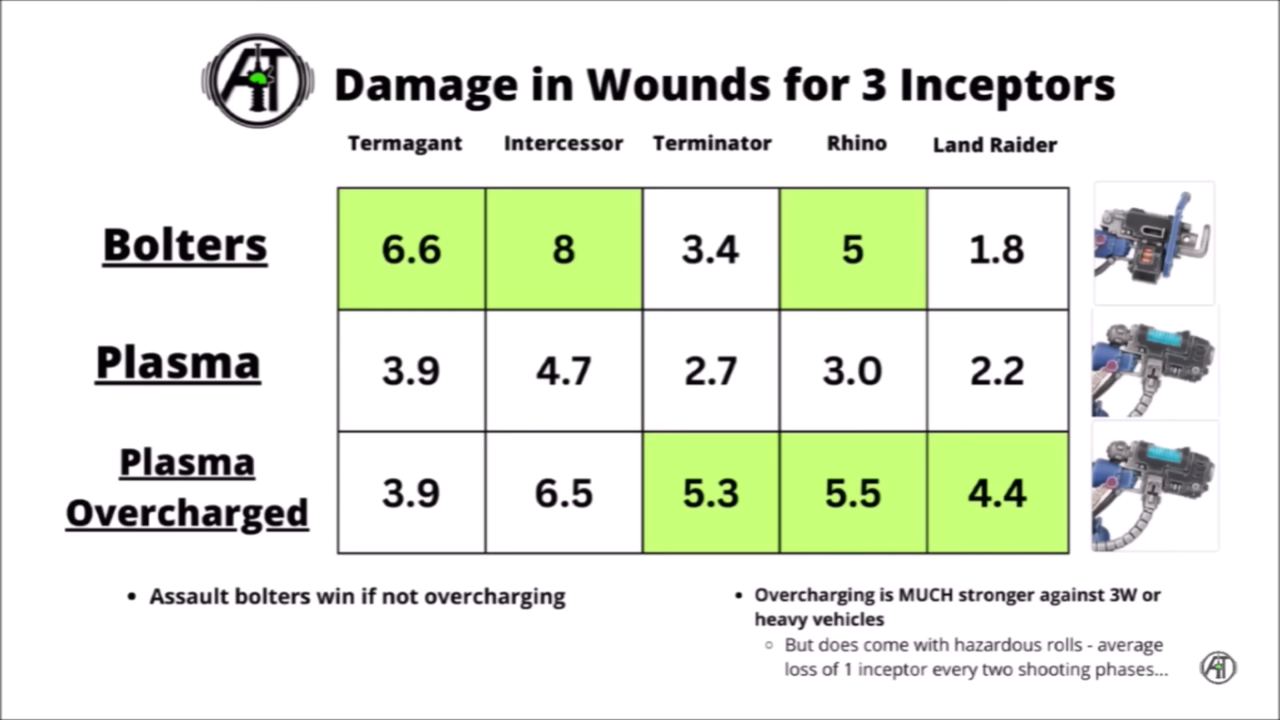 AT
Damage in Wounds for 3 Inceptors
Termagant Intercessor Terminator Rhino Land Raider
Bolters 6.6 8 3.4 5 1.8
Plasma 3.9 4.7 2.7 3.0 2.2
Plasma
Overcharged 3.9 6.5 5.3 5.5 4.4
• Assault bolters win if not overcharging
• Overcharging is MUCH stronger against 3W or
heavy vehicles
○ But does come with hazardous rolls - average
loss of 1 inceptor every two shooting phases...
AT